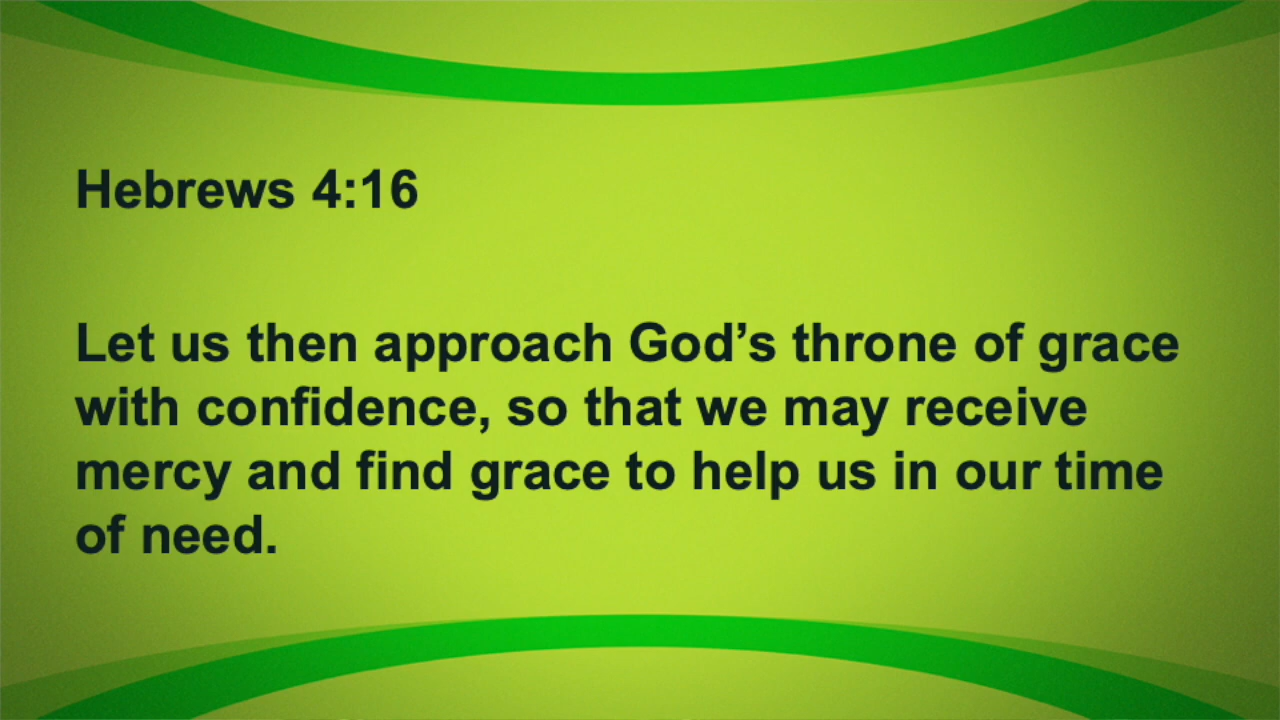 Hebrews 4:16
Let us then approach God’s throne of grace
with confidence, so that we may receive
mercy and find grace to help us in our time
of need.